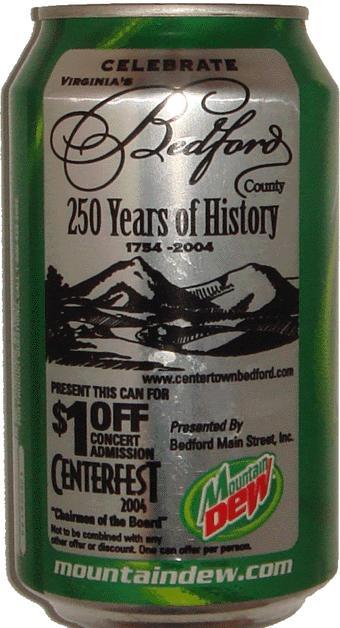 CELEBRATE
VIRGINIA'S
Bedford
County
250 Years of History
1754 -2004
www.centertownbedford.com
PRESENT THIS CAN FOR
$1 OFF
CONCERT
ADMISSION
CENTERFEST
2004
"Chairmen of the Board"
Not to be combined with any
other offer or discount. One can offer per person.
Presented By
Bedford Main Street, Inc.
Mountain
Dew
mountaindew.com